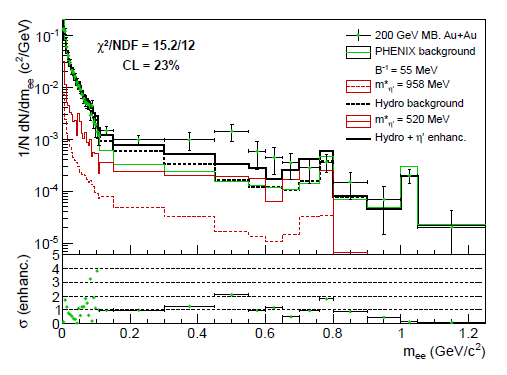 χ²/NDF = 15.2/12
CL = 23%
200 GeV MB. Au+Au
PHENIX background
B⁻¹ = 55 MeV
m*η' = 958 MeV
Hydro background
m*η' = 520 MeV
Hydro + η' enhanc.
1/N dN/dmee (c²/GeV)
10⁻¹
10⁻²
10⁻³
10⁻⁴
10⁻⁵
σ (enhanc.)
5
4
3
2
1
0
0 0.2 0.4 0.6 0.8 1 1.2
mee (GeV/c²)